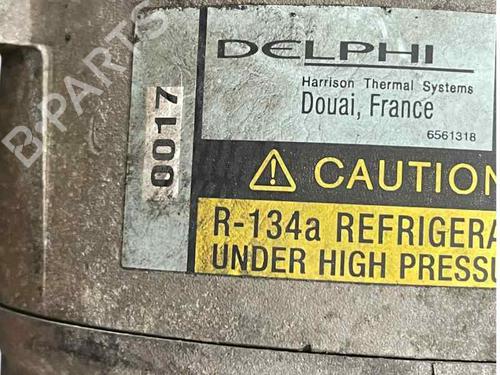 DELPHI
Harrison Thermal Systems
Douai, France
6561318
0017
⚠ CAUTION
R-134a REFRIGERA
UNDER HIGH PRESSU
B-PARTS